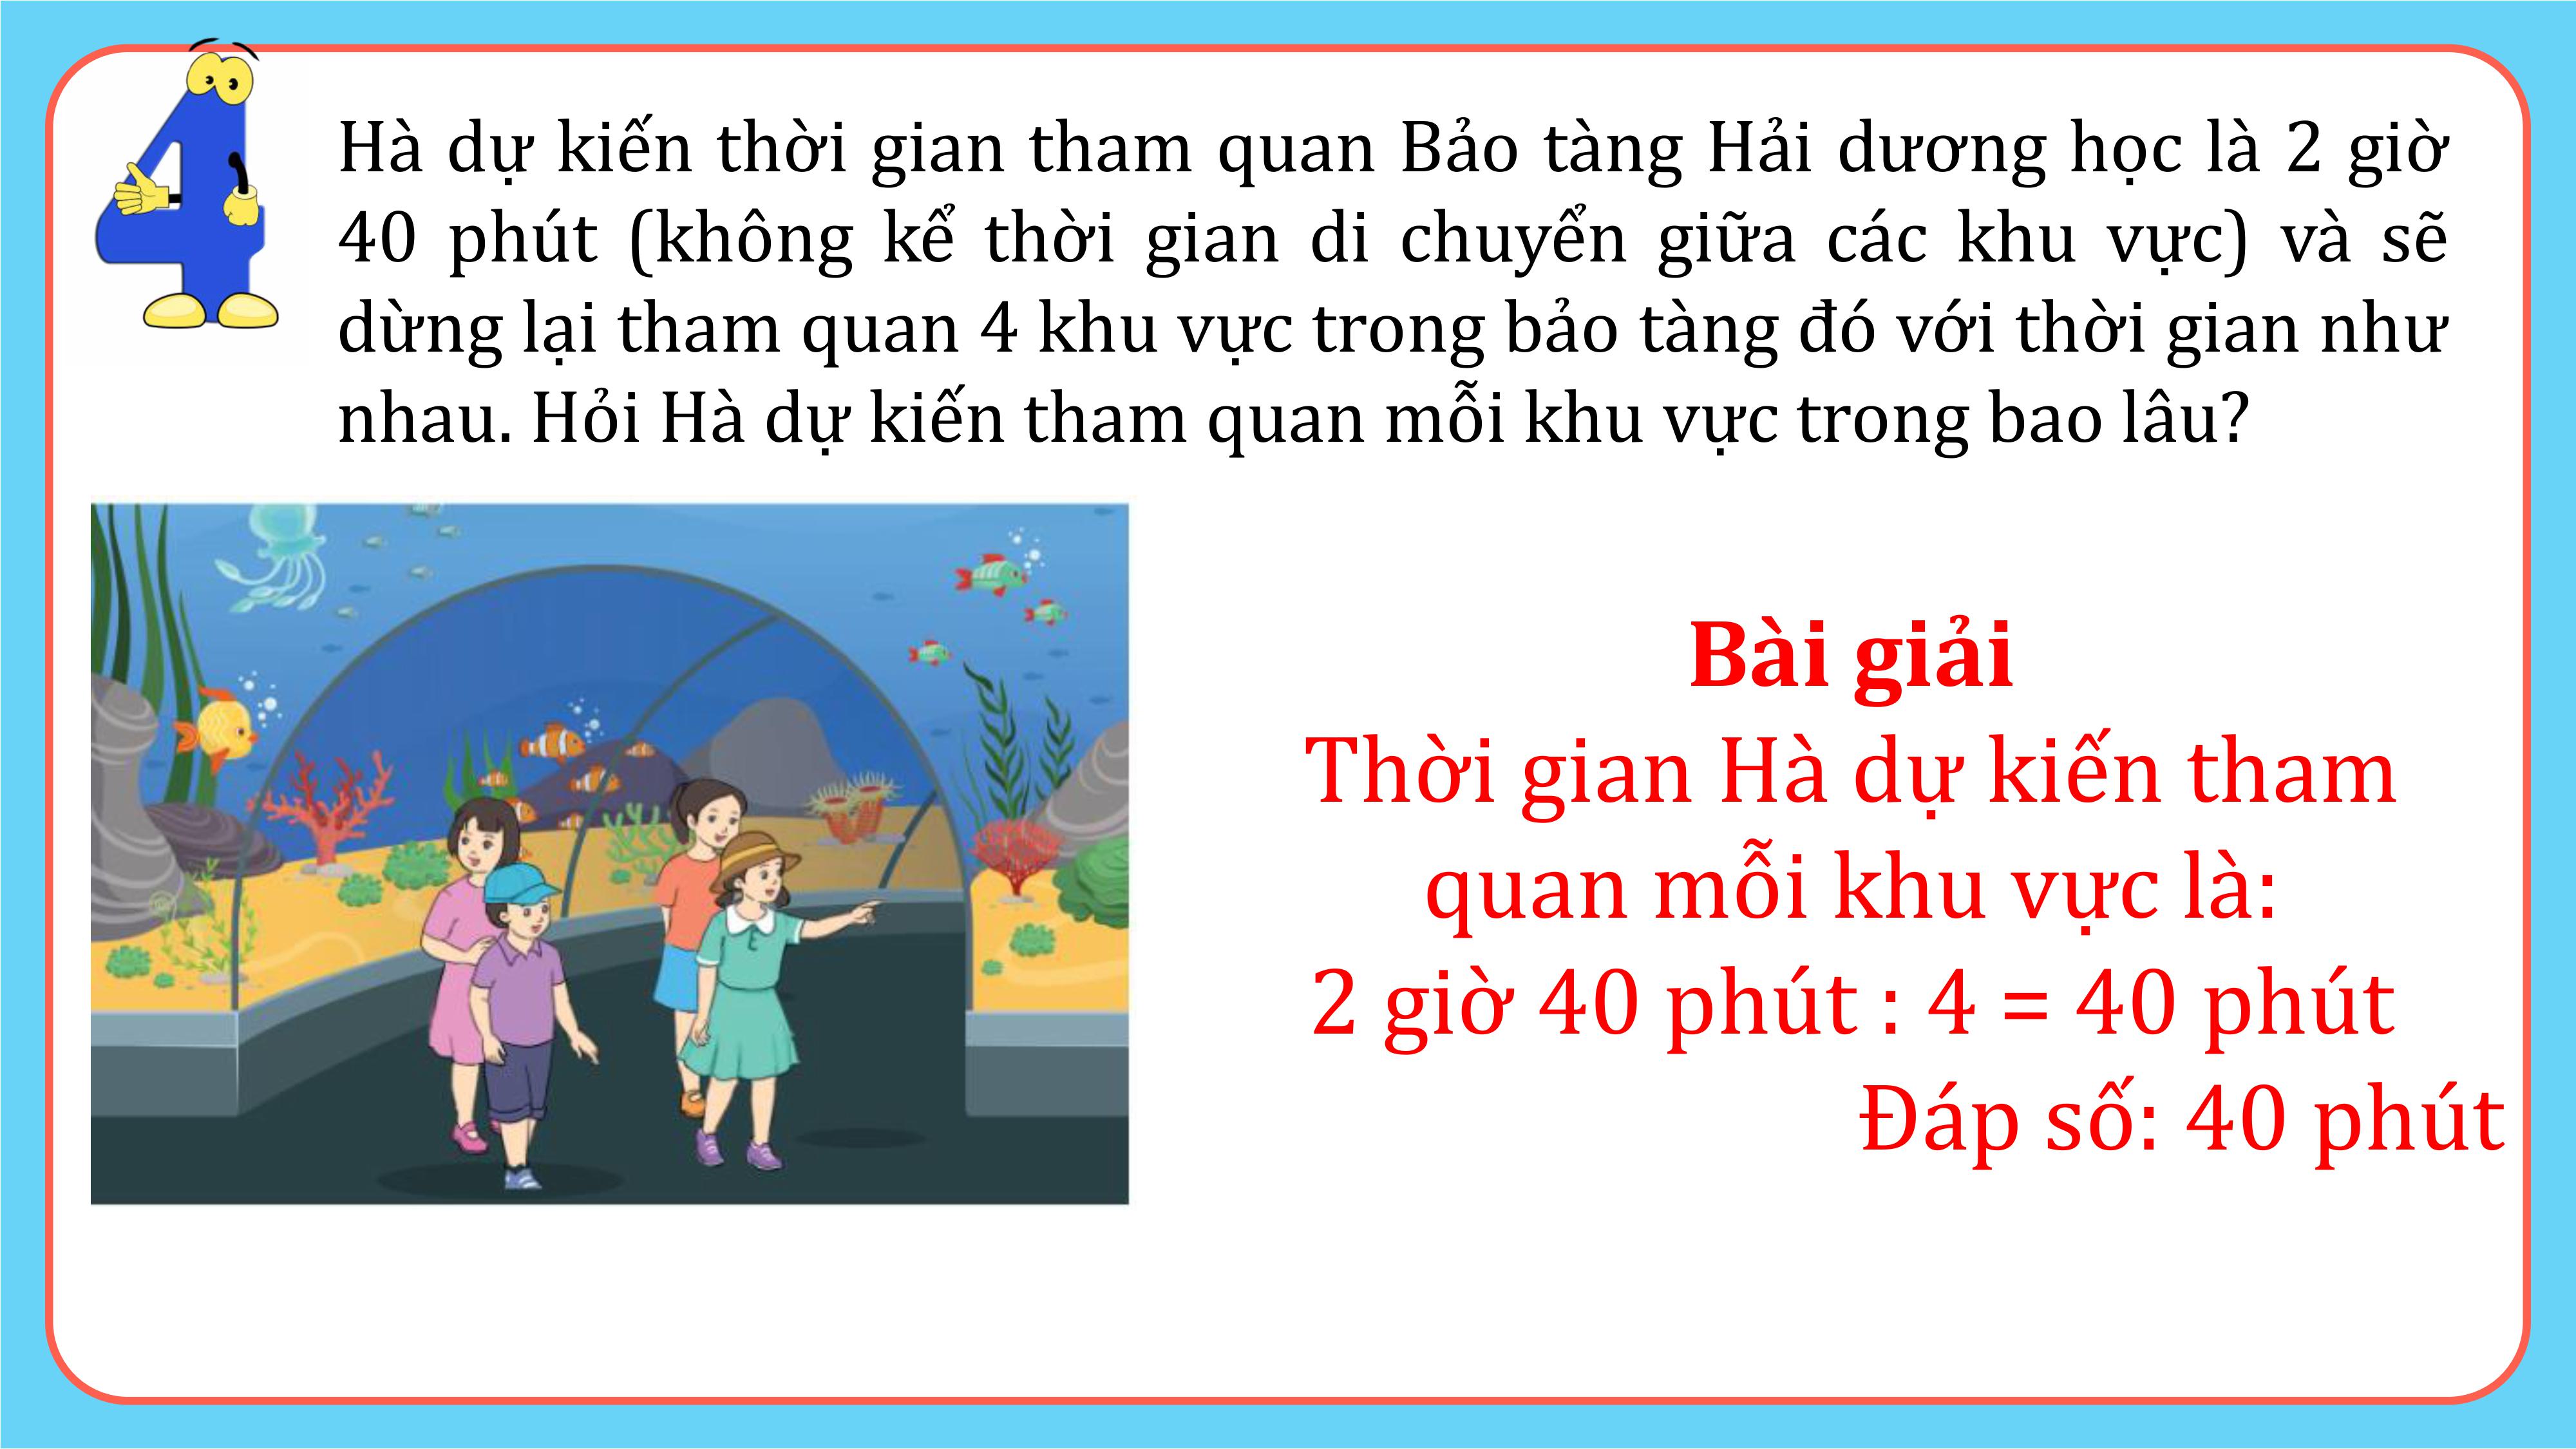 4
Hà dự kiến thời gian tham quan Bảo tàng Hải dương học là 2 giờ
40 phút (không kể thời gian di chuyển giữa các khu vực) và sẽ
dừng lại tham quan 4 khu vực trong bảo tàng đó với thời gian như
nhau. Hỏi Hà dự kiến tham quan mỗi khu vực trong bao lâu?
Bài giải
Thời gian Hà dự kiến tham
quan mỗi khu vực là:
2 giờ 40 phút : 4 = 40 phút
Đáp số: 40 phút